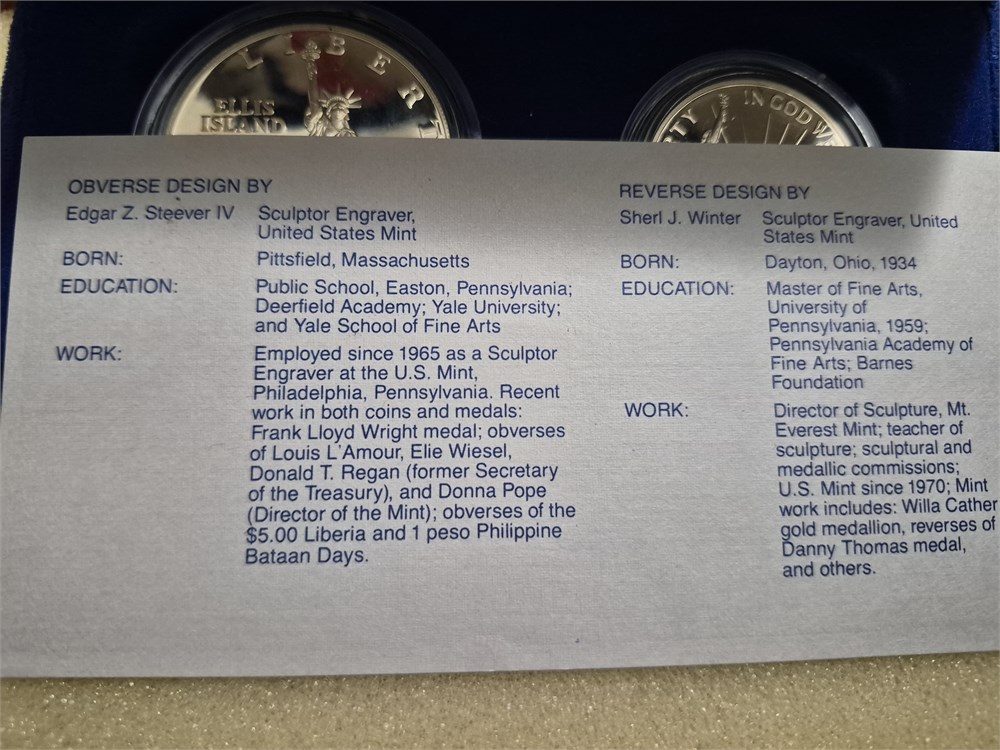 LIBER
ELLIS
ISLAND
TY IN GOD W
OBVERSE DESIGN BY
Edgar Z. Steever IV Sculptor Engraver,
United States Mint
BORN: Pittsfield, Massachusetts
EDUCATION: Public School, Easton, Pennsylvania;
Deerfield Academy; Yale University;
and Yale School of Fine Arts
WORK: Employed since 1965 as a Sculptor
Engraver at the U.S. Mint,
Philadelphia, Pennsylvania. Recent
work in both coins and medals:
Frank Lloyd Wright medal; obverses
of Louis L'Amour, Elie Wiesel,
Donald T. Regan (former Secretary
of the Treasury), and Donna Pope
(Director of the Mint); obverses of the
$5.00 Liberia and 1 peso Philippine
Bataan Days.
REVERSE DESIGN BY
Sherl J. Winter Sculptor Engraver, United
States Mint
BORN: Dayton, Ohio, 1934
EDUCATION: Master of Fine Arts,
University of
Pennsylvania, 1959;
Pennsylvania Academy of
Fine Arts; Barnes
Foundation
WORK: Director of Sculpture, Mt.
Everest Mint; teacher of
sculpture; sculptural and
medallic commissions;
U.S. Mint since 1970; Mint
work includes: Willa Cather
gold medallion, reverses of
Danny Thomas medal,
and others.